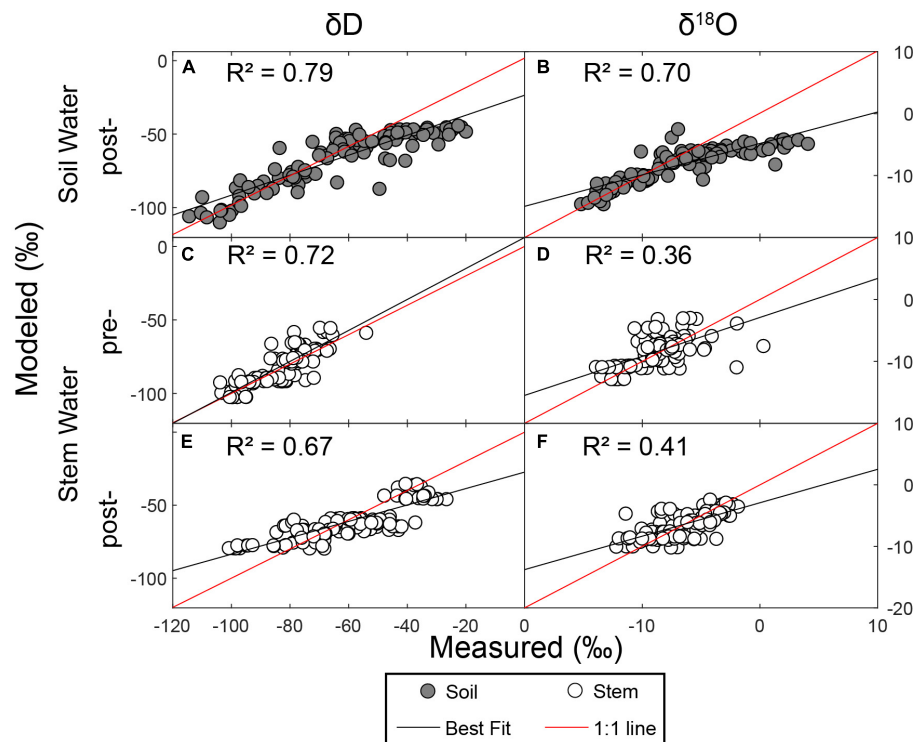 δD
δ¹⁸O
Modeled (‰)
Soil Water
post-
Stem Water
pre-
post-
A
R² = 0.79
B
R² = 0.70
C
R² = 0.72
D
R² = 0.36
E
R² = 0.67
F
R² = 0.41
0
-50
-100
0
-50
-100
-50
-100
10
0
-10
10
0
-10
10
0
-10
-20
-120
-100
-80
-60
-40
-20
0
-10
0
10
Measured (‰)
Soil
Stem
Best Fit
1:1 line